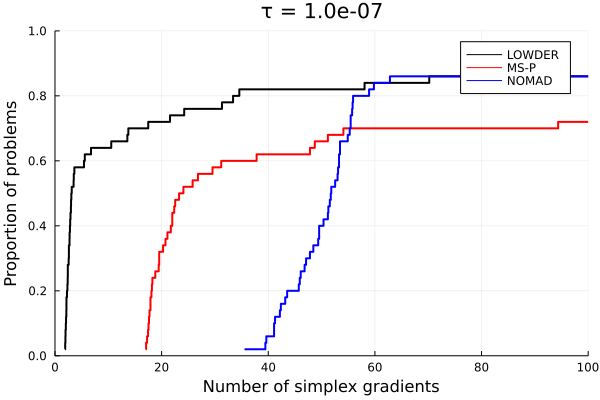 τ = 1.0e-07
Proportion of problems
1.0
0.8
0.6
0.4
0.2
0.0
LOWDER
MS-P
NOMAD
0 20 40 60 80 100
Number of simplex gradients